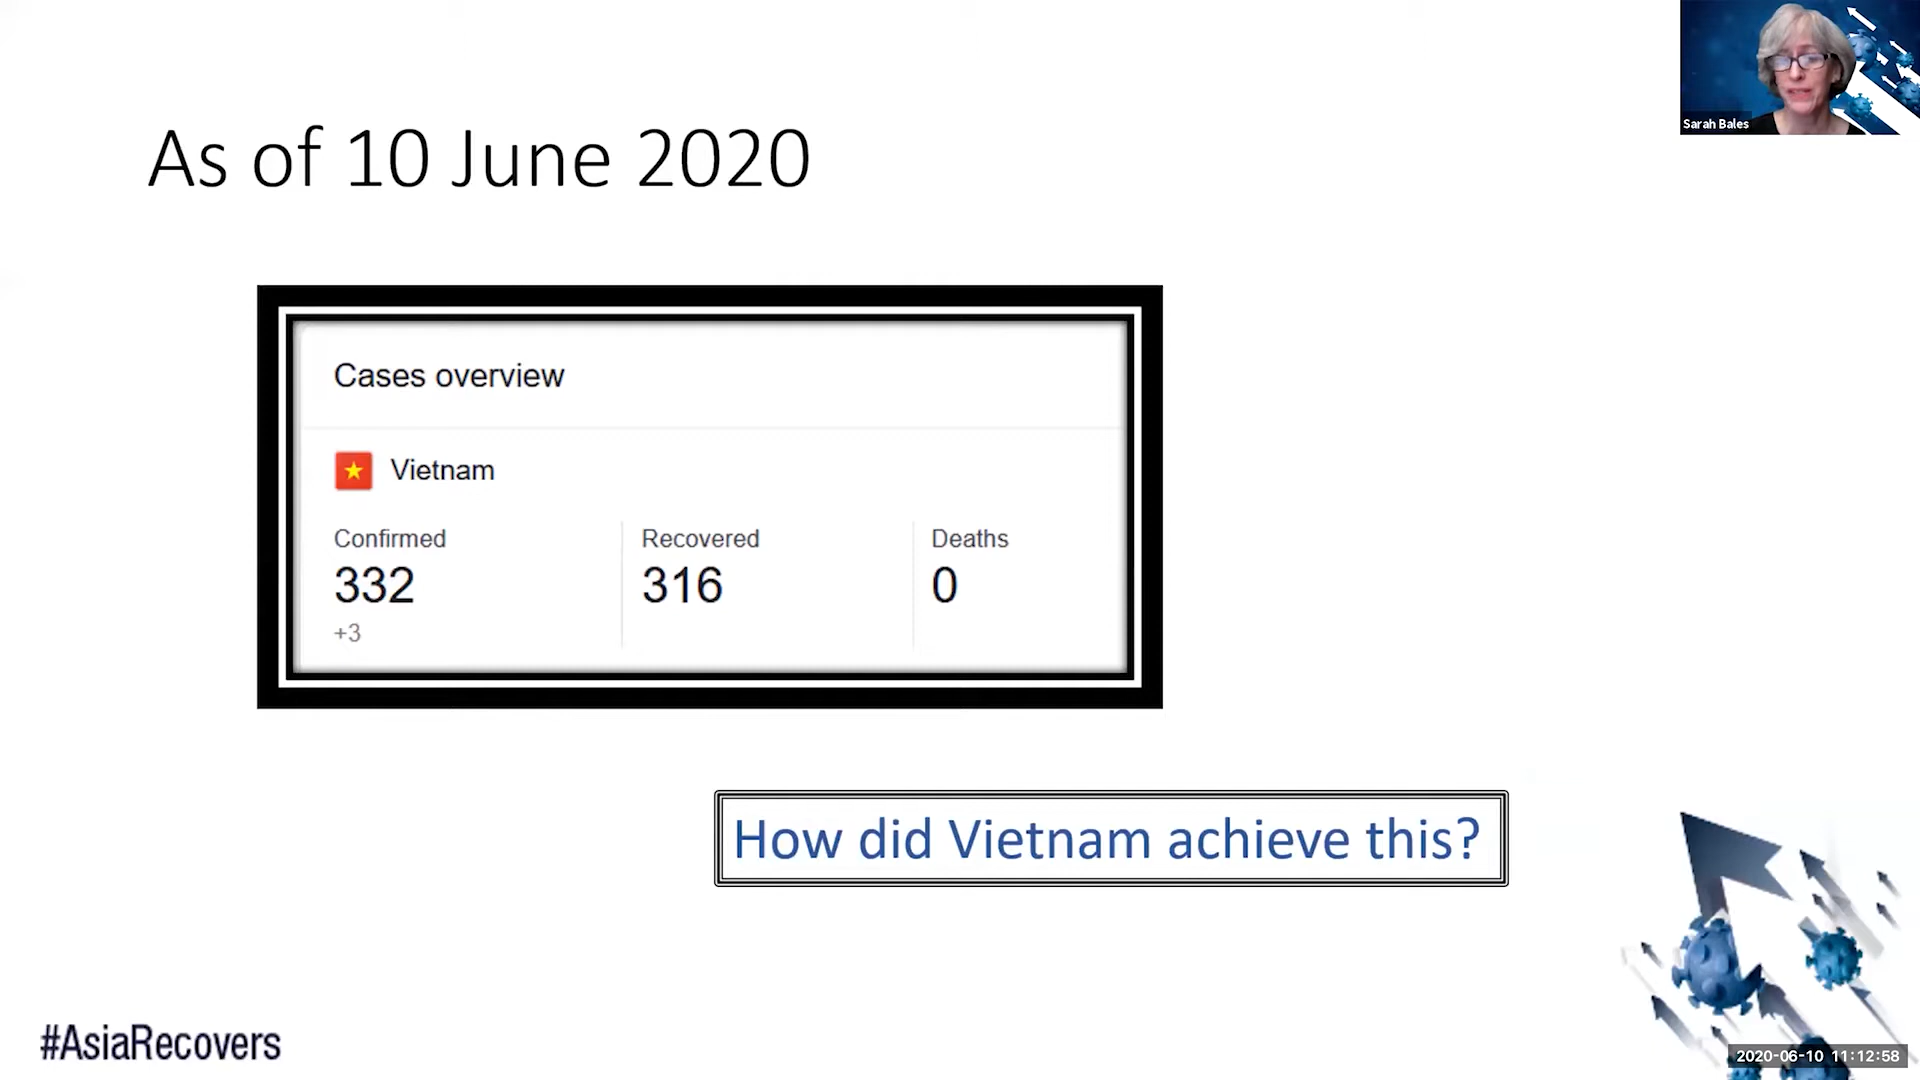 Sarah Bales
As of 10 June 2020
Cases overview
Vietnam
Confirmed Recovered Deaths
332 316 0
+3
How did Vietnam achieve this?
#AsiaRecovers
2020-06-10 11:12:58